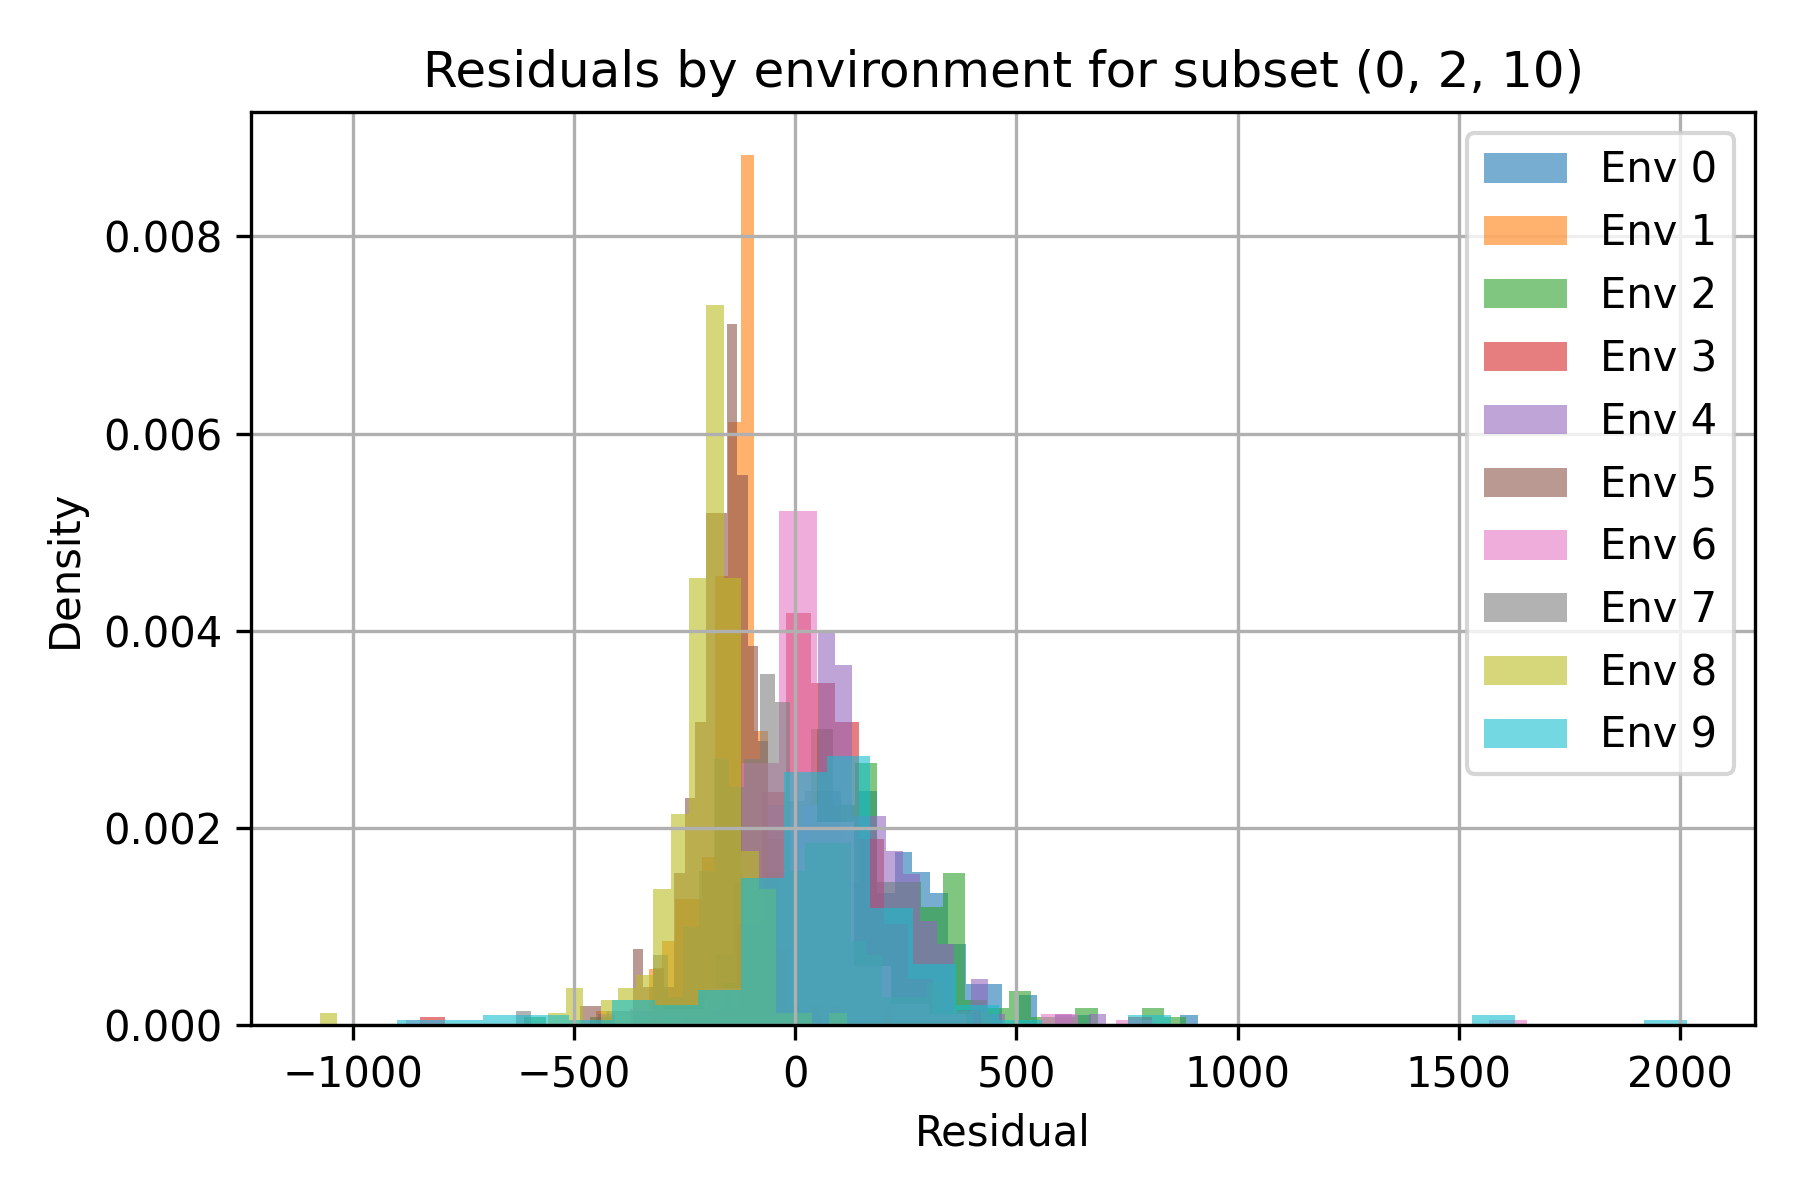 Residuals by environment for subset (0, 2, 10)
Density
0.008
0.006
0.004
0.002
0.000
−1000
−500
0
500
1000
1500
2000
Residual
Env 0
Env 1
Env 2
Env 3
Env 4
Env 5
Env 6
Env 7
Env 8
Env 9